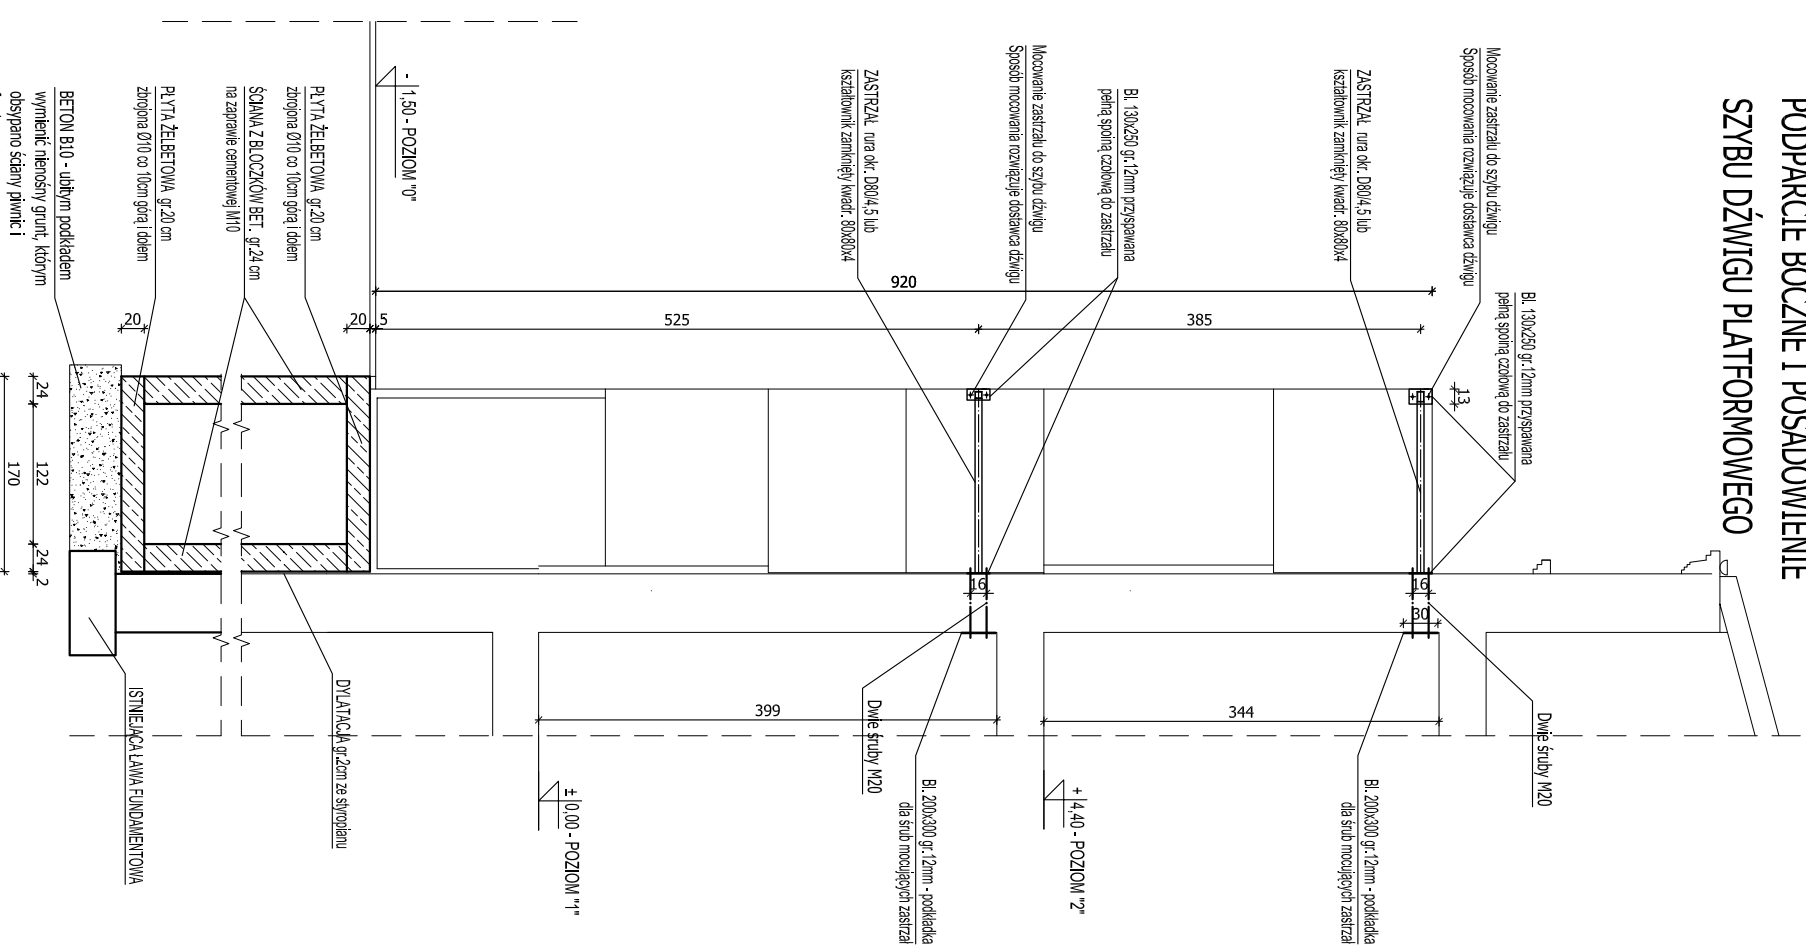 PODPARCIE BOCZNE I POSADOWIENIE
SZYBU DŹWIGU PLATFORMOWEGO
Mocowanie zastrzału do szybu dźwigu
Sposób mocowania rozwiązuje dostawca dźwigu
Bl. 130x250 gr.12mm przyspawana
pełną spoiną czołową do zastrzału
ZASTRZAŁ rura okr. D80/4,5 lub
kształtownik zamknięty kwadr. 80x80x4
Bl. 130x250 gr.12mm przyspawana
pełną spoiną czołową do zastrzału
Mocowanie zastrzału do szybu dźwigu
Sposób mocowania rozwiązuje dostawca dźwigu
ZASTRZAŁ rura okr. D80/4,5 lub
kształtownik zamknięty kwadr. 80x80x4
- 1,50 - POZIOM "0"
PŁYTA ŻELBETOWA gr.20 cm
zbrojona Ø10 co 10cm górą i dołem
ŚCIANA Z BLOCZKÓW BET. gr.24 cm
na zaprawie cementowej M10
PŁYTA ŻELBETOWA gr.20 cm
zbrojona Ø10 co 10cm górą i dołem
BETON B10 - ubitym podkładem
wymienić nienośny grunt, którym
obsypano ściany piwnic i
920
385
525
5
20
20
13
16
30
16
24
122
24
2
170
344
399
Dwie śruby M20
Bl. 200x300 gr.12mm - podkładka
dla śrub mocujących zastrzał
+ 4,40 - POZIOM "2"
Dwie śruby M20
Bl. 200x300 gr.12mm - podkładka
dla śrub mocujących zastrzał
± 0,00 - POZIOM "1"
DYLATACJA gr.2cm ze styropianu
ISTNIEJĄCA ŁAWA FUNDAMENTOWA